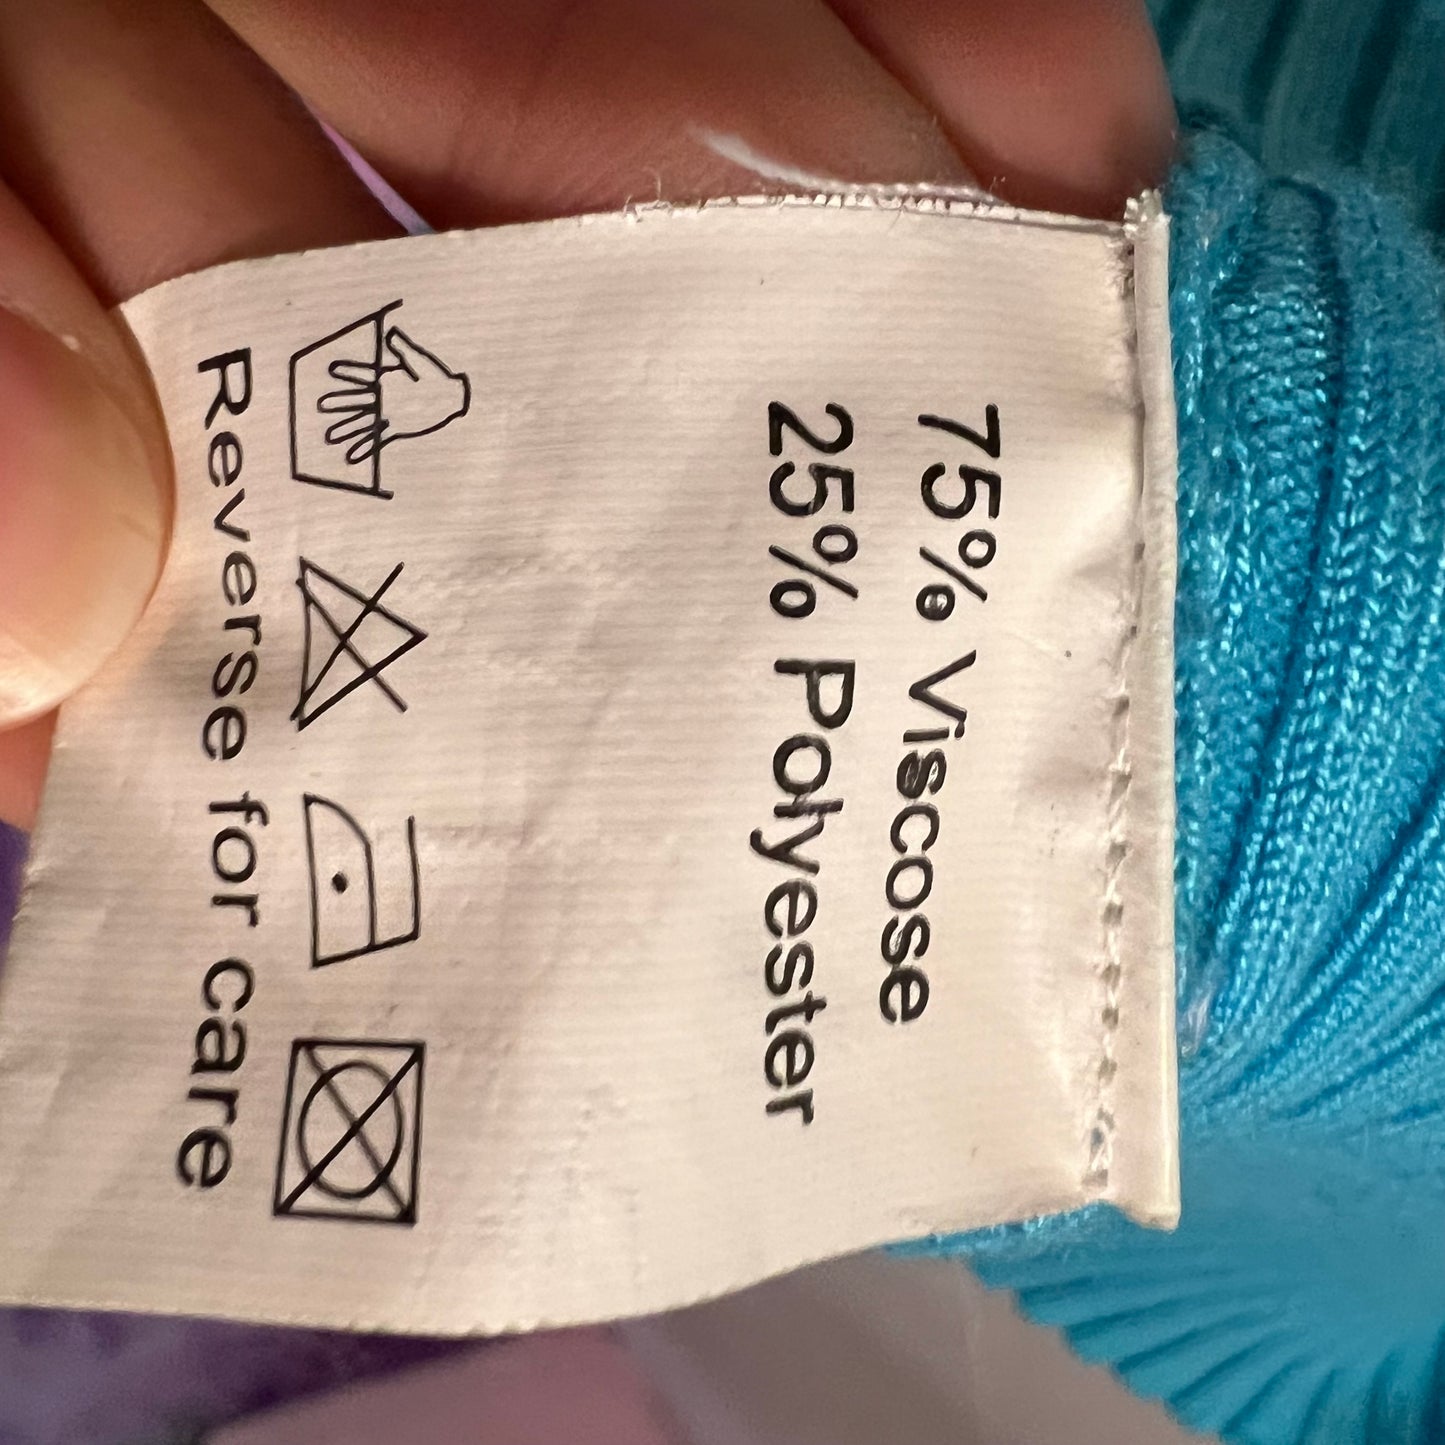 75% Viscose
25% Polyester
Reverse for care